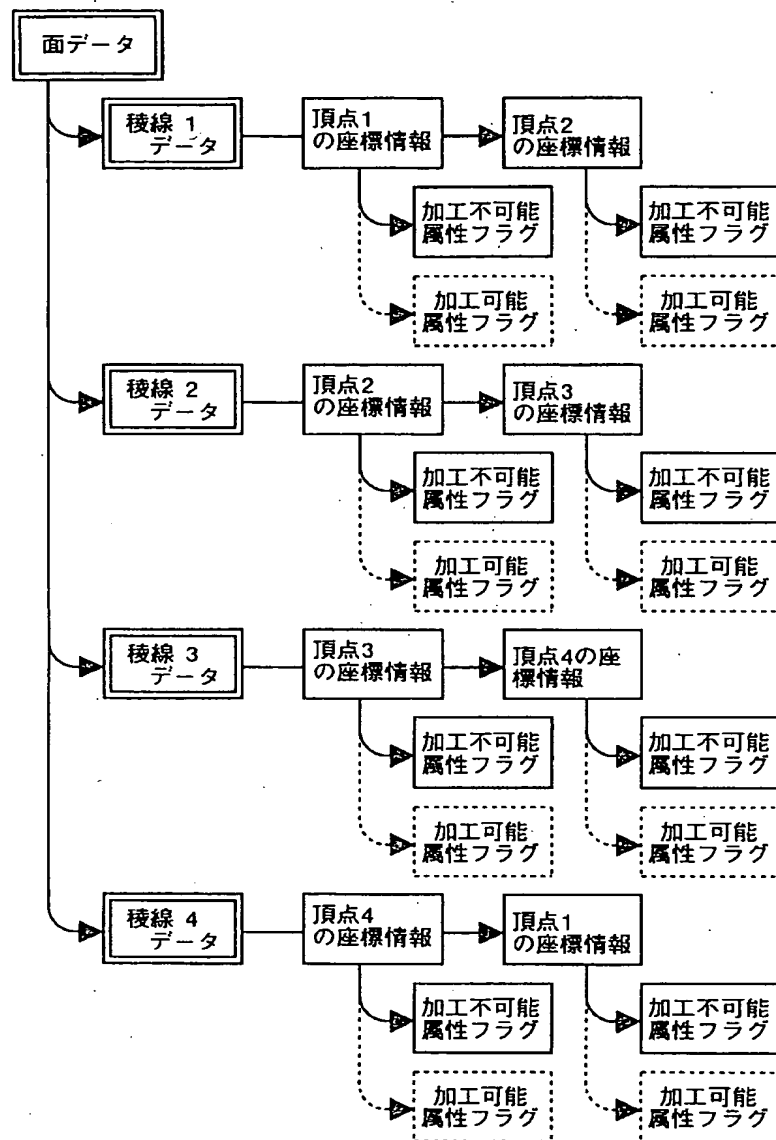 面データ
稜線 1
データ
頂点1
の座標情報
頂点2
の座標情報
加工不可能
属性フラグ
加工不可能
属性フラグ
加工可能
属性フラグ
加工可能
属性フラグ
稜線 2
データ
頂点2
の座標情報
頂点3
の座標情報
加工不可能
属性フラグ
加工不可能
属性フラグ
加工可能
属性フラグ
加工可能
属性フラグ
稜線 3
データ
頂点3
の座標情報
頂点4の座
標情報
加工不可能
属性フラグ
加工不可能
属性フラグ
加工可能
属性フラグ
加工可能
属性フラグ
稜線 4
データ
頂点4
の座標情報
頂点1
の座標情報
加工不可能
属性フラグ
加工不可能
属性フラグ
加工可能
属性フラグ
加工可能
属性フラグ